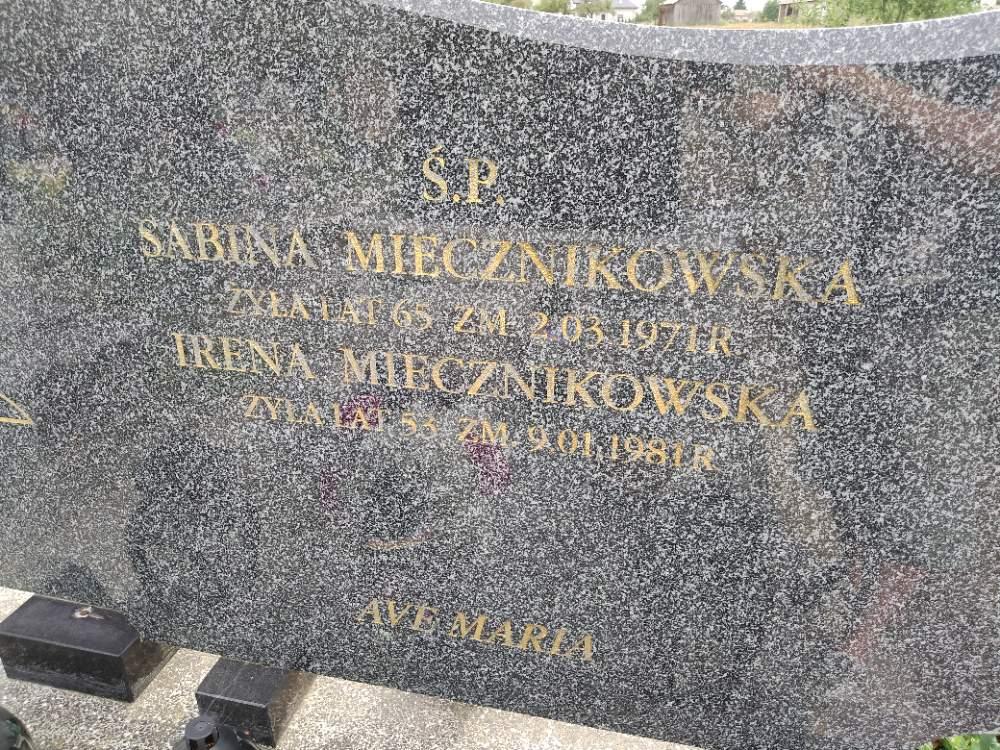 Ś.P.
SABINA MIECZNIKOWSKA
ŻYŁA LAT 65 ZM. 2.03.1971 R.
IRENA MIECZNIKOWSKA
ŻYŁA LAT 53 ZM. 9.01.1981 R.
AVE MARIA